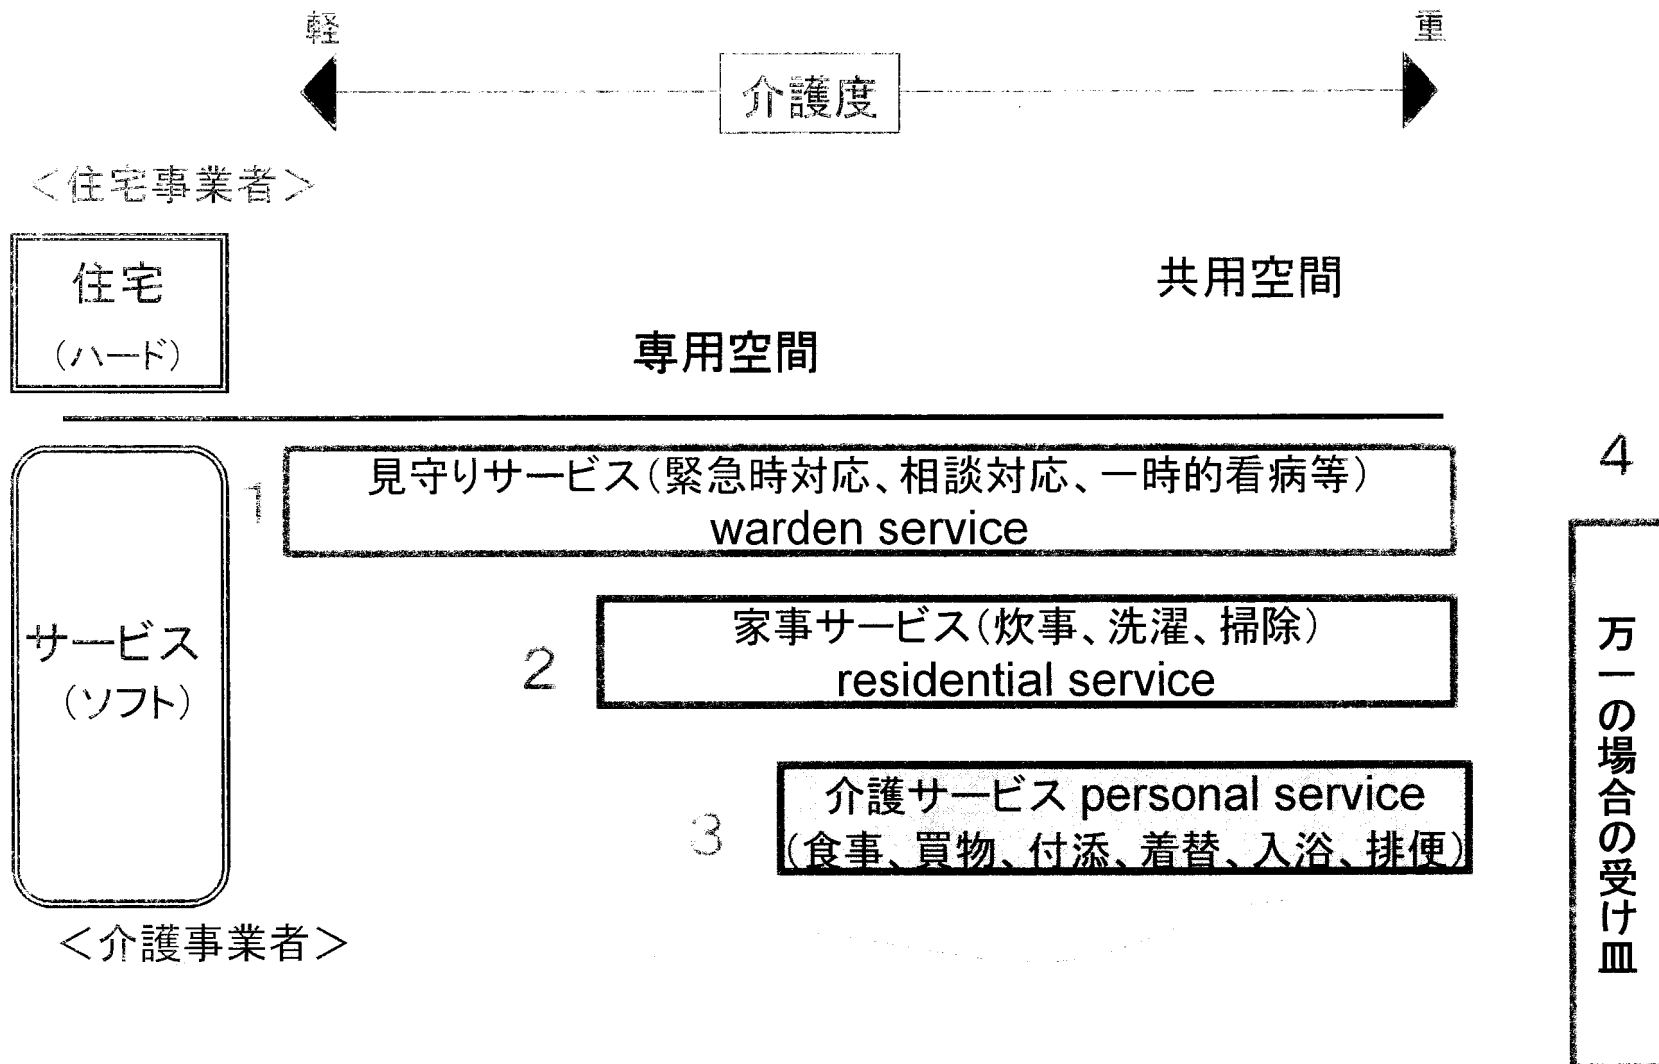 軽
重
介護度
＜住宅事業者＞
住宅
（ハード）
共用空間
専用空間
サービス
（ソフト）
＜介護事業者＞
1
見守りサービス（緊急時対応、相談対応、一時的看病等）
warden service
2
家事サービス（炊事、洗濯、掃除）
residential service
3
介護サービス personal service
（食事、買物、付添、着替、入浴、排便）
4
万一の場合の受け皿